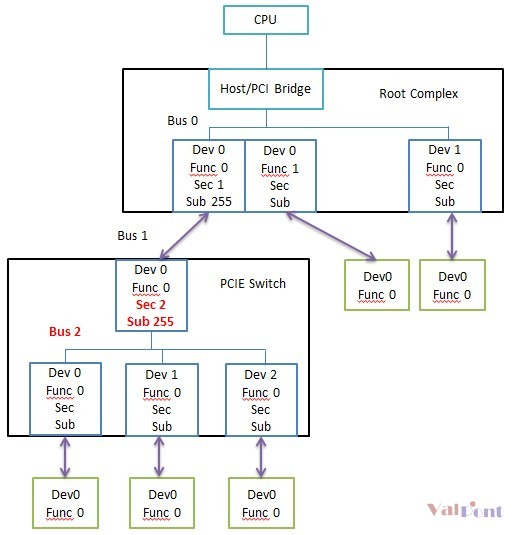 CPU
Host/PCI Bridge
Root Complex
Bus 0
Dev 0
Func 0
Sec 1
Sub 255
Dev 0
Func 1
Sec
Sub
Dev 1
Func 0
Sec
Sub
Bus 1
Dev 0
Func 0
Sec 2
Sub 255
PCIE Switch
Dev0
Func 0
Dev0
Func 0
Bus 2
Dev 0
Func 0
Sec
Sub
Dev 1
Func 0
Sec
Sub
Dev 2
Func 0
Sec
Sub
Dev0
Func 0
Dev0
Func 0
Dev0
Func 0
ValPont